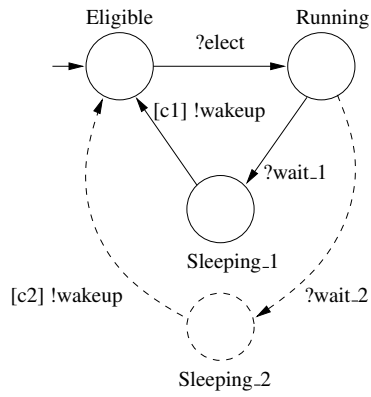 Eligible
Running
?elect
[c1] !wakeup
?wait_1
Sleeping_1
[c2] !wakeup
?wait_2
Sleeping_2